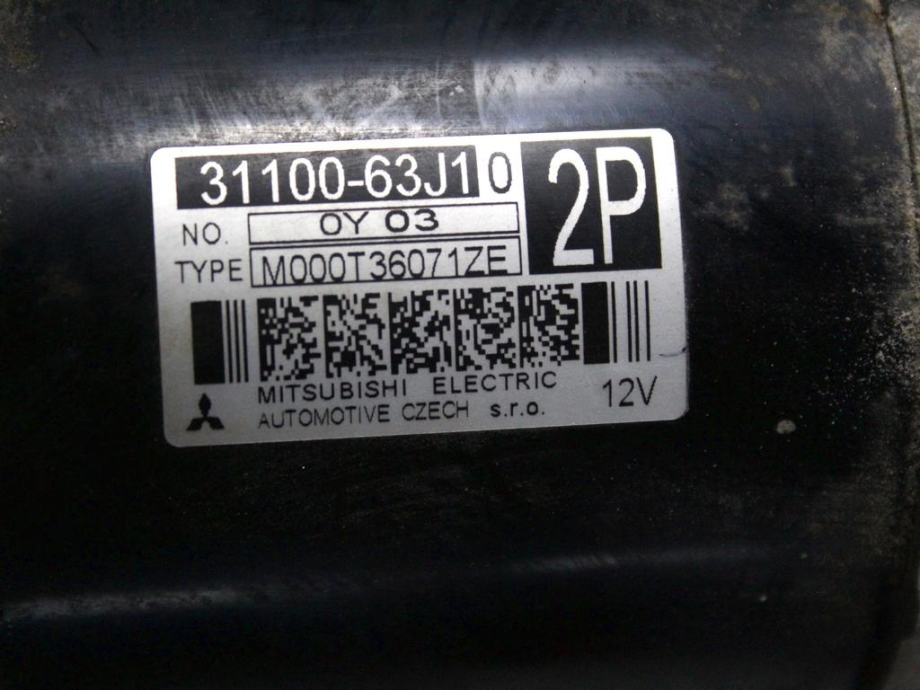 31100-63J10
2P
NO. 0Y 03
TYPE M000T36071ZE
MITSUBISHI ELECTRIC
AUTOMOTIVE CZECH s.r.o.
12V